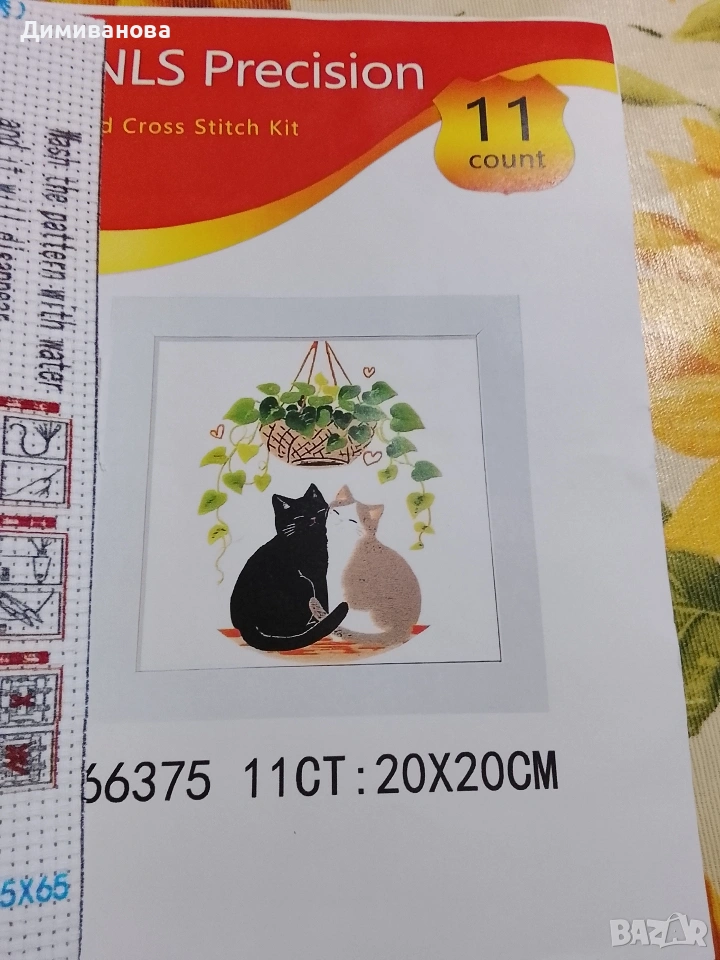 Димиванова
NLS Precision
d Cross Stitch Kit
11
count
Wash the pattern with water
and it will disappear
66375 11CT:20X20CM
5X65
BAZAR